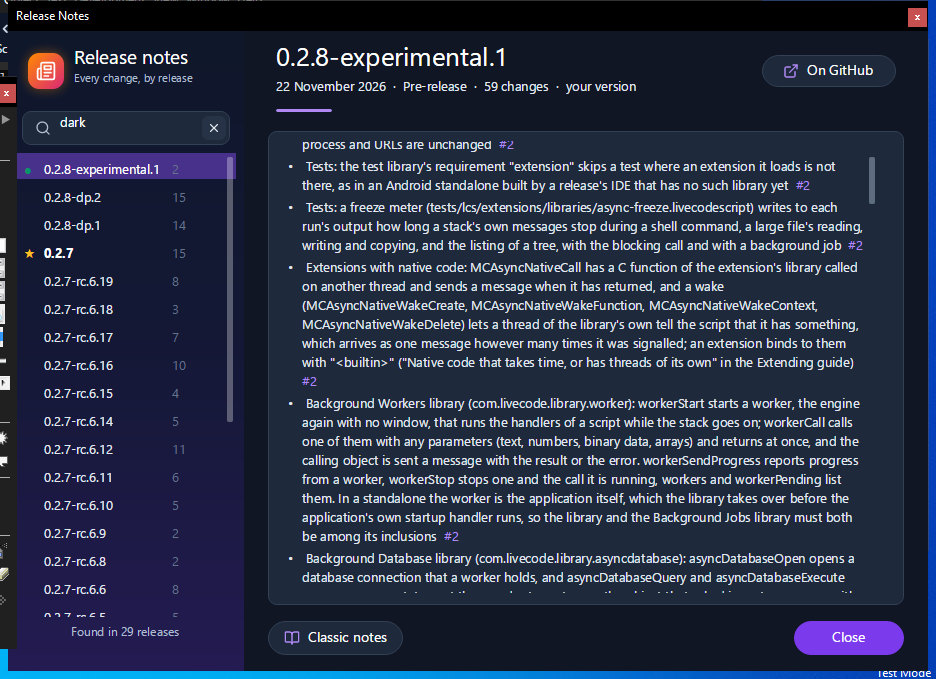 Release Notes
x
Release notes
Every change, by release
dark
0.2.8-experimental.1 2
0.2.8-dp.2 15
0.2.8-dp.1 14
0.2.7 15
0.2.7-rc.6.19 8
0.2.7-rc.6.18 3
0.2.7-rc.6.17 7
0.2.7-rc.6.16 10
0.2.7-rc.6.15 4
0.2.7-rc.6.14 5
0.2.7-rc.6.12 11
0.2.7-rc.6.11 6
0.2.7-rc.6.10 5
0.2.7-rc.6.9 2
0.2.7-rc.6.8 2
0.2.7-rc.6.6 8
0.2.7-rc.6.5 5
Found in 29 releases
0.2.8-experimental.1
22 November 2026 · Pre-release · 59 changes · your version
On GitHub
process and URLs are unchanged #2
• Tests: the test library's requirement "extension" skips a test where an extension it loads is not
there, as in an Android standalone built by a release's IDE that has no such library yet #2
• Tests: a freeze meter (tests/lcs/extensions/libraries/async-freeze.livecodescript) writes to each
run's output how long a stack's own messages stop during a shell command, a large file's reading,
writing and copying, and the listing of a tree, with the blocking call and with a background job #2
• Extensions with native code: MCAsyncNativeCall has a C function of the extension's library called
on another thread and sends a message when it has returned, and a wake
(MCAsyncNativeWakeCreate, MCAsyncNativeWakeFunction, MCAsyncNativeWakeContext,
MCAsyncNativeWakeDelete) lets a thread of the library's own tell the script that it has something,
which arrives as one message however many times it was signalled; an extension binds to them
with "<builtin>" ("Native code that takes time, or has threads of its own" in the Extending guide)
#2
• Background Workers library (com.livecode.library.worker): workerStart starts a worker, the engine
again with no window, that runs the handlers of a script while the stack goes on; workerCall calls
one of them with any parameters (text, numbers, binary data, arrays) and returns at once, and the
calling object is sent a message with the result or the error. workerSendProgress reports progress
from a worker, workerStop stops one and the call it is running, workers and workerPending list
them. In a standalone the worker is the application itself, which the library takes over before the
application's own startup handler runs, so the library and the Background Jobs library must both
be among its inclusions #2
• Background Database library (com.livecode.library.asyncdatabase): asyncDatabaseOpen opens a
database connection that a worker holds, and asyncDatabaseQuery and asyncDatabaseExecute
Classic notes
Close
Test Mode